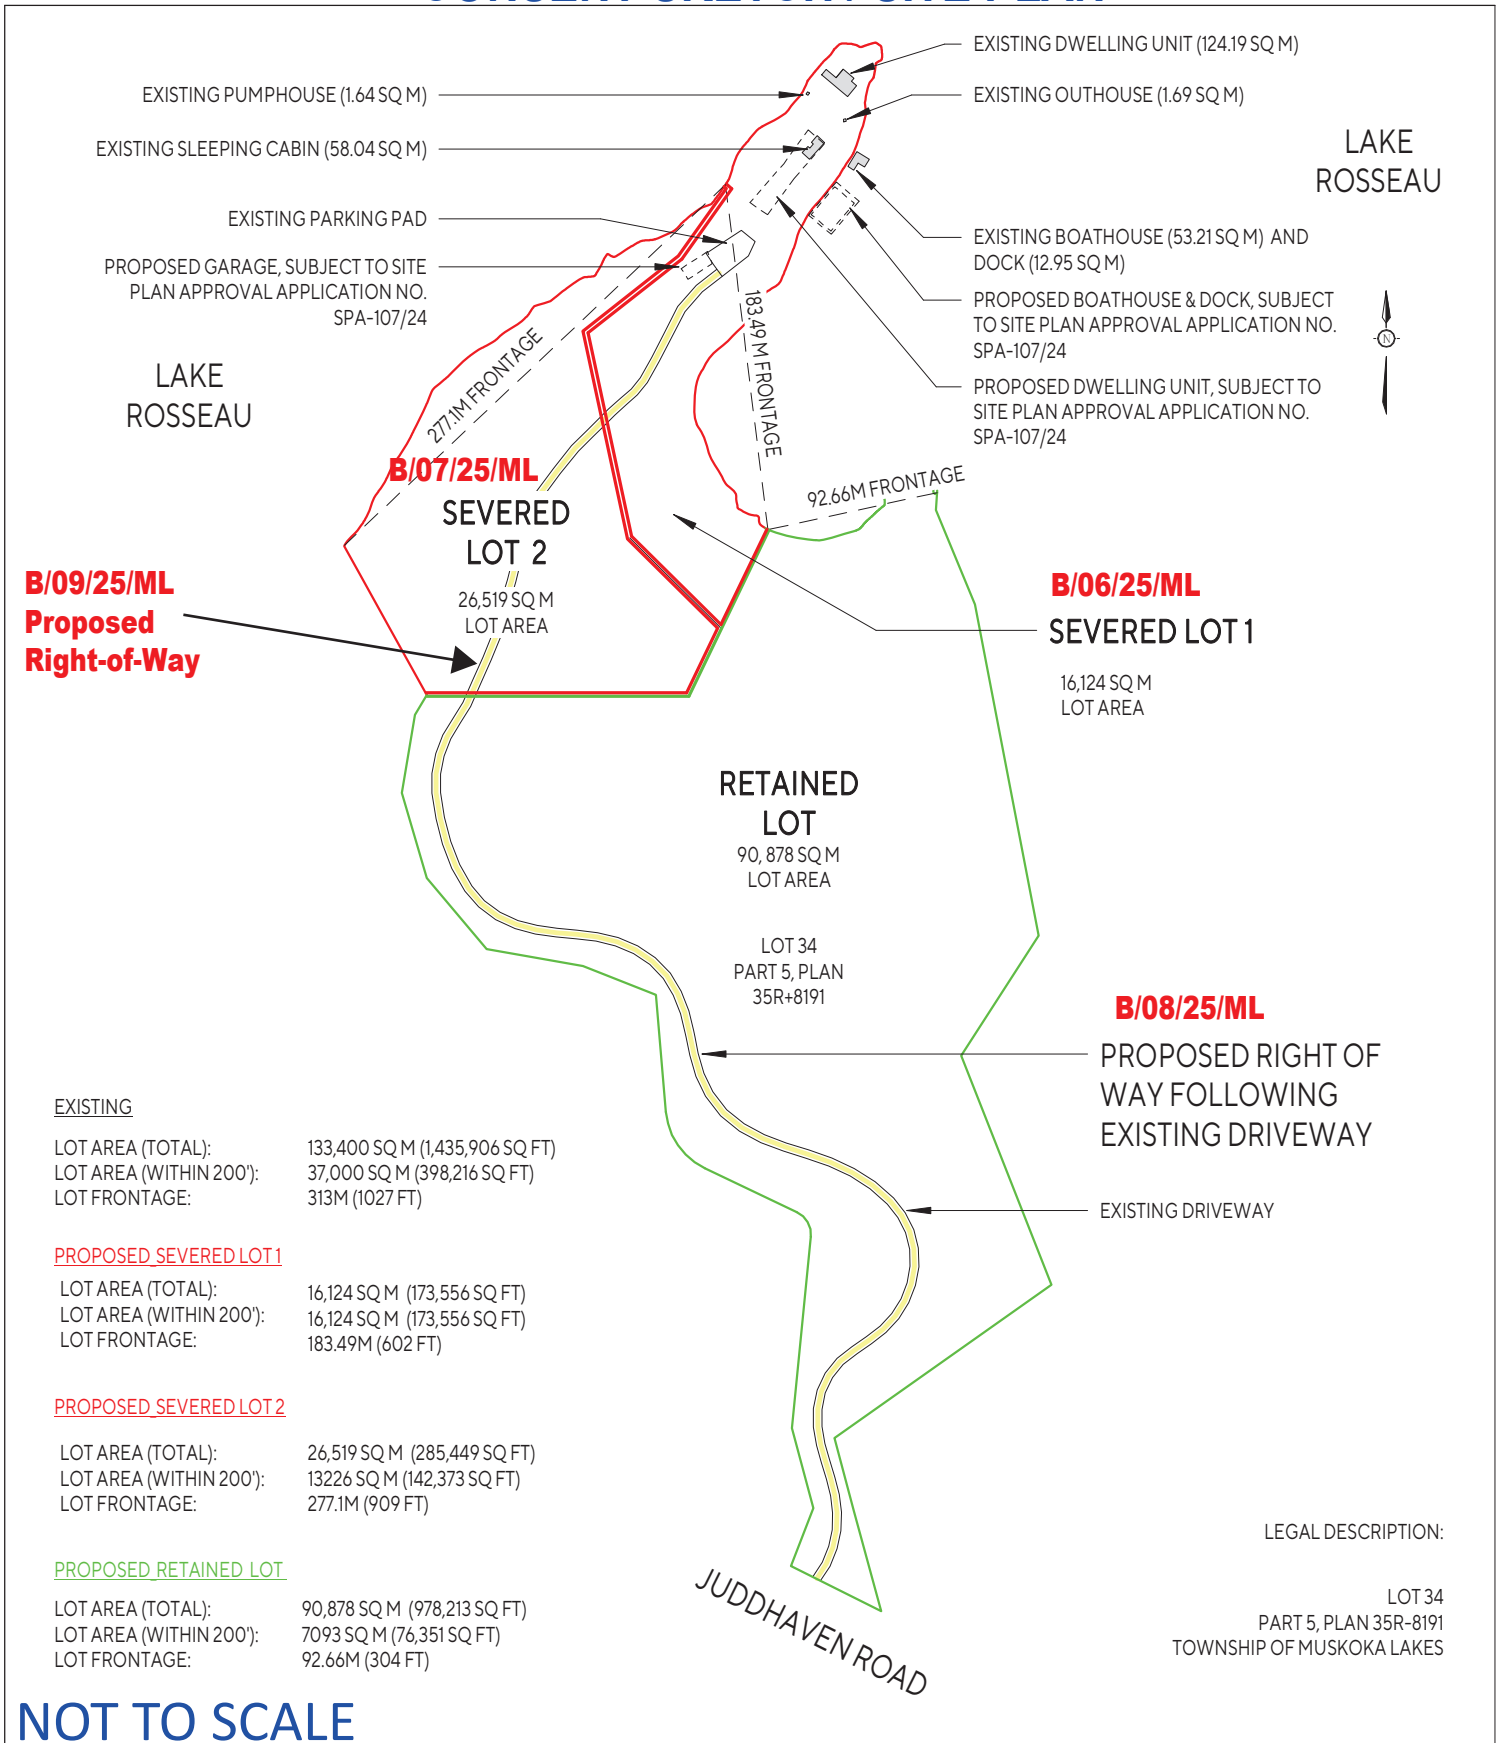 EXISTING DWELLING UNIT (124.19 SQ M)
EXISTING PUMPHOUSE (1.64 SQ M)
EXISTING OUTHOUSE (1.69 SQ M)
EXISTING SLEEPING CABIN (58.04 SQ M)
LAKE
ROSSEAU
EXISTING PARKING PAD
EXISTING BOATHOUSE (53.21 SQ M) AND
DOCK (12.95 SQ M)
PROPOSED GARAGE, SUBJECT TO SITE
PLAN APPROVAL APPLICATION NO.
SPA-107/24
PROPOSED BOATHOUSE & DOCK, SUBJECT
TO SITE PLAN APPROVAL APPLICATION NO.
SPA-107/24
N
PROPOSED DWELLING UNIT, SUBJECT TO
SITE PLAN APPROVAL APPLICATION NO.
SPA-107/24
LAKE
ROSSEAU
277.1M FRONTAGE
183.49 M FRONTAGE
92.66M FRONTAGE
B/07/25/ML
SEVERED
LOT 2
26,519 SQ M
LOT AREA
B/09/25/ML
Proposed
Right-of-Way
B/06/25/ML
SEVERED LOT 1
16,124 SQ M
LOT AREA
RETAINED
LOT
90, 878 SQ M
LOT AREA
LOT 34
PART 5, PLAN
35R+8191
B/08/25/ML
PROPOSED RIGHT OF
WAY FOLLOWING
EXISTING DRIVEWAY
EXISTING DRIVEWAY
EXISTING
LOT AREA (TOTAL): 133,400 SQ M (1,435,906 SQ FT)
LOT AREA (WITHIN 200'): 37,000 SQ M (398,216 SQ FT)
LOT FRONTAGE: 313M (1027 FT)
PROPOSED SEVERED LOT 1
LOT AREA (TOTAL): 16,124 SQ M (173,556 SQ FT)
LOT AREA (WITHIN 200'): 16,124 SQ M (173,556 SQ FT)
LOT FRONTAGE: 183.49M (602 FT)
PROPOSED SEVERED LOT 2
LOT AREA (TOTAL): 26,519 SQ M (285,449 SQ FT)
LOT AREA (WITHIN 200'): 13226 SQ M (142,373 SQ FT)
LOT FRONTAGE: 277.1M (909 FT)
PROPOSED RETAINED LOT
LOT AREA (TOTAL): 90,878 SQ M (978,213 SQ FT)
LOT AREA (WITHIN 200'): 7093 SQ M (76,351 SQ FT)
LOT FRONTAGE: 92.66M (304 FT)
JUDDHAVEN ROAD
LEGAL DESCRIPTION:
LOT 34
PART 5, PLAN 35R-8191
TOWNSHIP OF MUSKOKA LAKES
NOT TO SCALE